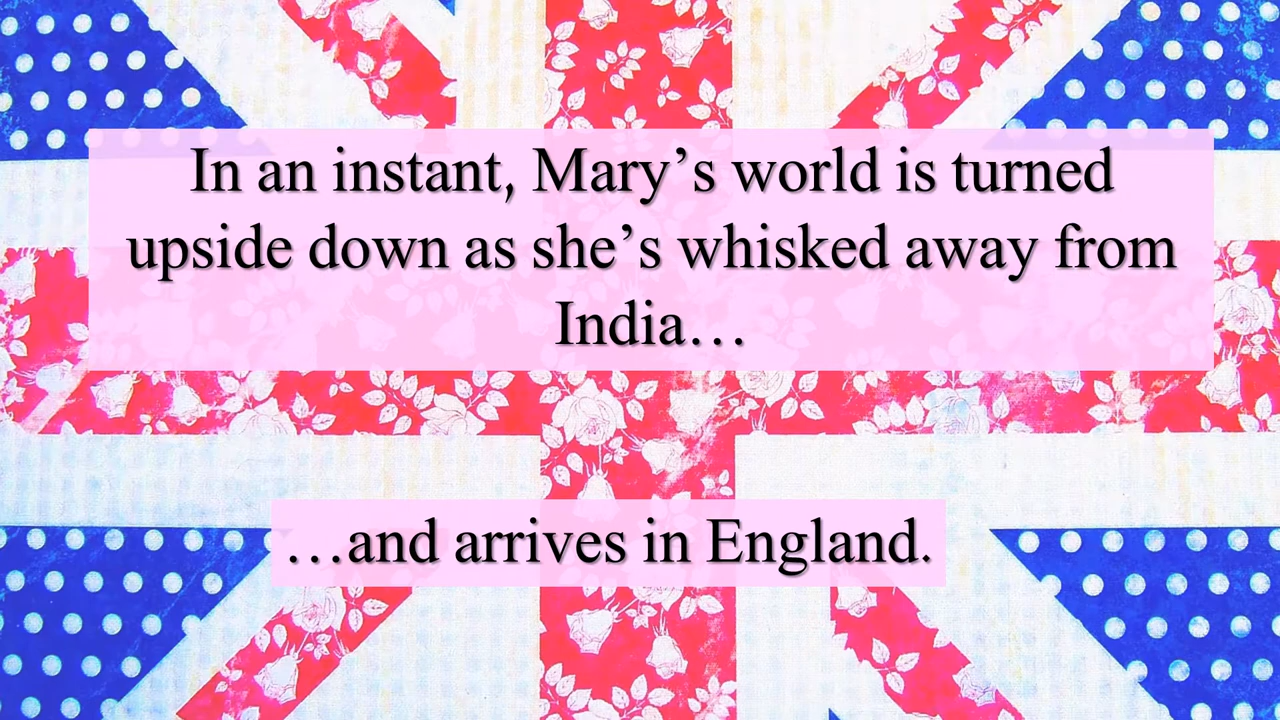 In an instant, Mary’s world is turned
upside down as she’s whisked away from
India…
…and arrives in England.